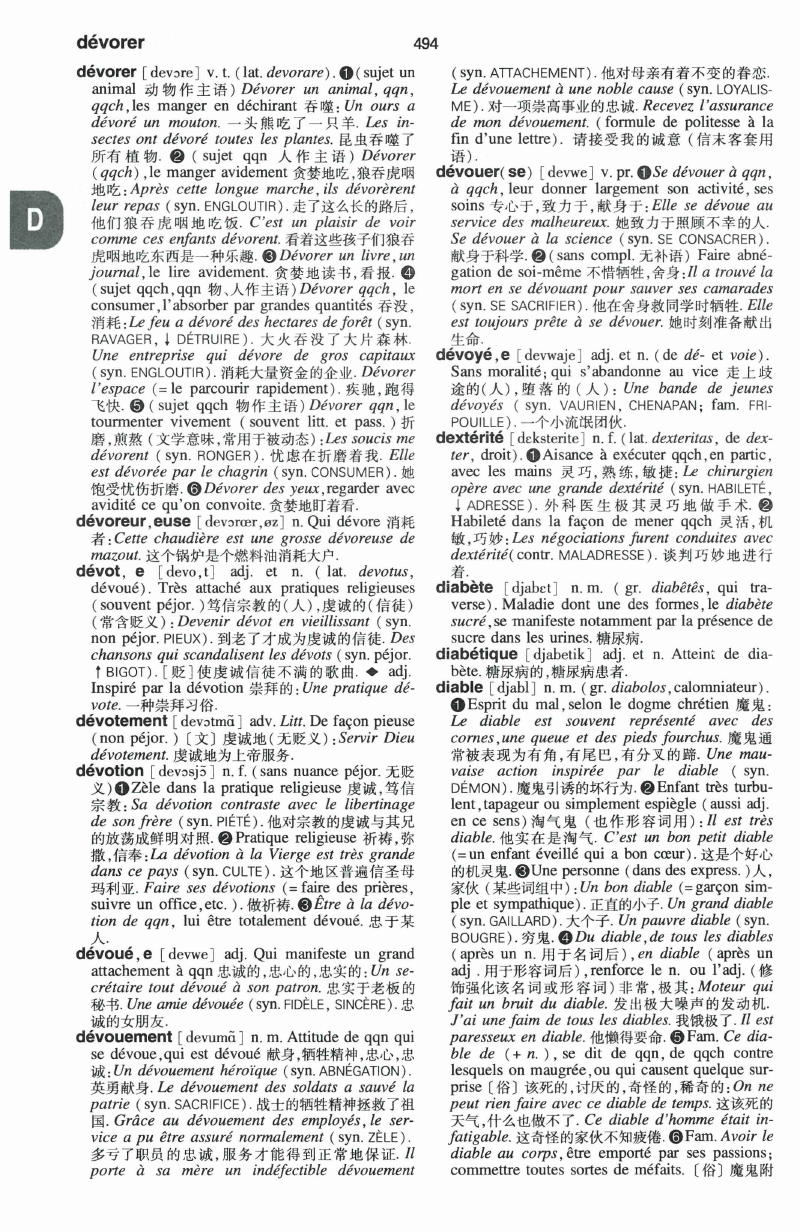 dévorer
494
D
dévorer [devɔre] v. t. (lat. devorare). ❶(sujet un
animal 动物作主语) Dévorer un animal, qqn,
qqch,les manger en déchirant 吞噬:Un ours a
dévoré un mouton. 一头熊吃了一只羊. Les in-
sectes ont dévoré toutes les plantes. 昆虫吞噬了
所有植物. ❷ (sujet qqn 人作主语) Dévorer
(qqch),le manger avidement 贪婪地吃,狼吞虎咽
地吃:Après cette longue marche, ils dévorèrent
leur repas (syn. ENGLOUTIR). 走了这么长的路后,
他们狼吞虎咽地吃饭. C'est un plaisir de voir
comme ces enfants dévorent. 看着这些孩子们狼吞
虎咽地吃东西是一种乐趣. ❸Dévorer un livre,un
journal,le lire avidement. 贪婪地读书,看报. ❹
(sujet qqch,qqn 物、人作主语)Dévorer qqch, le
consumer,l'absorber par grandes quantités 吞没,
消耗:Le feu a dévoré des hectares de forêt (syn.
RAVAGER, ↓ DÉTRUIRE). 大火吞没了大片森林.
Une entreprise qui dévore de gros capitaux
(syn. ENGLOUTIR). 消耗大量资金的企业. Dévorer
l'espace (= le parcourir rapidement). 疾驰,跑得
飞快. ❺ (sujet qqch 物作主语) Dévorer qqn,le
tourmenter vivement (souvent litt. et pass.) 折
磨,煎熬 (文学意味,常用于被动态):Les soucis me
dévorent (syn. RONGER). 忧虑在折磨着我. Elle
est dévorée par le chagrin (syn. CONSUMER). 她
饱受忧伤折磨. ❻Dévorer des yeux,regarder avec
avidité ce qu'on convoite. 贪婪地盯着看.
dévoreur,euse [devɔrœr,øz] n. Qui dévore 消耗
者:Cette chaudière est une grosse dévoreuse de
mazout. 这个锅炉是个燃料油消耗大户.
dévot, e [devo,t] adj. et n. (lat. devotus,
dévoué). Très attaché aux pratiques religieuses
(souvent péjor.)笃信宗教的(人),虔诚的(信徒)
(常含贬义):Devenir dévot en vieillissant (syn.
non péjor. PIEUX). 到老了才成为虔诚的信徒. Des
chansons qui scandalisent les dévots (syn. péjor.
↑ BIGOT). [贬]使虔诚信徒不满的歌曲. ◆ adj.
Inspiré par la dévotion 崇拜的:Une pratique dé-
vote. 一种崇拜习俗.
dévotement [devɔtmɑ̃] adv. Litt. De façon pieuse
(non péjor.) 〔文〕虔诚地(无贬义):Servir Dieu
dévotement. 虔诚地为上帝服务.
dévotion [devɔsjɔ̃] n. f. (sans nuance péjor. 无贬
义)❶Zèle dans la pratique religieuse 虔诚,笃信
宗教:Sa dévotion contraste avec le libertinage
de son frère (syn. PIÉTÉ). 他对宗教的虔诚与其兄
的放荡成鲜明对照. ❷Pratique religieuse 祈祷,弥
撒,信奉:La dévotion à la Vierge est très grande
dans ce pays (syn. CULTE). 这个地区普遍信圣母
玛利亚. Faire ses dévotions (= faire des prières,
suivre un office,etc.). 做祈祷. ❸Être à la dévo-
tion de qqn, lui être totalement dévoué. 忠于某
人.
dévoué,e [devwe] adj. Qui manifeste un grand
attachement à qqn 忠诚的,忠心的,忠实的:Un se-
crétaire tout dévoué à son patron. 忠实于老板的
秘书. Une amie dévouée (syn. FIDÈLE, SINCÈRE). 忠
诚的女朋友.
dévouement [devumɑ̃] n. m. Attitude de qqn qui
se dévoue,qui est dévoué 献身,牺牲精神,忠心,忠
诚:Un dévouement héroïque (syn. ABNÉGATION).
英勇献身. Le dévouement des soldats a sauvé la
patrie (syn. SACRIFICE). 战士的牺牲精神拯救了祖
国. Grâce au dévouement des employés, le ser-
vice a pu être assuré normalement (syn. ZÈLE).
多亏了职员的忠诚,服务才能得到正常地保证. Il
porte à sa mère un indéfectible dévouement
(syn. ATTACHEMENT). 他对母亲有着不变的眷恋.
Le dévouement à une noble cause (syn. LOYALIS-
ME). 对一项崇高事业的忠诚. Recevez l'assurance
de mon dévouement. (formule de politesse à la
fin d'une lettre). 请接受我的诚意 (信末客套用
语).
dévouer(se) [devwe] v. pr. ❶Se dévouer à qqn,
à qqch, leur donner largement son activité, ses
soins 专心于,致力于,献身于:Elle se dévoue au
service des malheureux. 她致力于照顾不幸的人.
Se dévouer à la science (syn. SE CONSACRER).
献身于科学. ❷(sans compl. 无补语) Faire abné-
gation de soi-même 不惜牺牲,舍身:Il a trouvé la
mort en se dévouant pour sauver ses camarades
(syn. SE SACRIFIER). 他在舍身救同学时牺牲. Elle
est toujours prête à se dévouer. 她时刻准备献出
生命.
dévoyé,e [devwaje] adj. et n. (de dé- et voie).
Sans moralité; qui s'abandonne au vice 走上歧
途的(人),堕落的(人): Une bande de jeunes
dévoyés (syn. VAURIEN, CHENAPAN; fam. FRI-
POUILLE). 一个小流氓团伙.
dextérité [deksterite] n. f. (lat. dexteritas, de dex-
ter, droit). ❶Aisance à exécuter qqch,en partic,
avec les mains 灵巧,熟练,敏捷:Le chirurgien
opère avec une grande dextérité (syn. HABILETÉ,
↓ ADRESSE). 外科医生极其灵巧地做手术. ❷
Habileté dans la façon de mener qqch 灵活,机
敏,巧妙:Les négociations furent conduites avec
dextérité(contr. MALADRESSE). 谈判巧妙地进行
着.
diabète [djabɛt] n. m. (gr. diabêtês, qui tra-
verse). Maladie dont une des formes,le diabète
sucré,se manifeste notamment par la présence de
sucre dans les urines. 糖尿病.
diabétique [djabetik] adj. et n. Atteint de dia-
bète. 糖尿病的,糖尿病患者.
diable [djabl] n. m. (gr. diabolos,calomniateur).
❶Esprit du mal,selon le dogme chrétien 魔鬼:
Le diable est souvent représenté avec des
cornes,une queue et des pieds fourchus. 魔鬼通
常被表现为有角,有尾巴,有分叉的蹄. Une mau-
vaise action inspirée par le diable (syn.
DÉMON). 魔鬼引诱的坏行为. ❷Enfant très turbu-
lent,tapageur ou simplement espiègle (aussi adj.
en ce sens) 淘气鬼 (也作形容词用): Il est très
diable. 他实在是淘气. C'est un bon petit diable
(=un enfant éveillé qui a bon cœur). 这是个好心
的机灵鬼. ❸Une personne (dans des express.)人,
家伙 (某些词组中):Un bon diable (=garçon sim-
ple et sympathique). 正直的小子. Un grand diable
(syn. GAILLARD). 大个子. Un pauvre diable (syn.
BOUGRE). 穷鬼. ❹Du diable,de tous les diables
(après un n. 用于名词后),en diable (après un
adj. 用于形容词后),renforce le n. ou l'adj. (修
饰强化该名词或形容词) 非常,极其:Moteur qui
fait un bruit du diable. 发出极大噪声的发动机.
J'ai une faim de tous les diables. 我饿极了. Il est
paresseux en diable. 他懒得要命. ❺Fam. Ce dia-
ble de (+ n.), se dit de qqn, de qqch contre
lesquels on maugrée,ou qui causent quelque sur-
prise〔俗〕该死的,讨厌的,奇怪的,稀奇的:On ne
peut rien faire avec ce diable de temps. 这该死的
天气,什么也做不了. Ce diable d'homme était in-
fatigable. 这奇怪的家伙不知疲倦. ❻Fam. Avoir le
diable au corps,être emporté par ses passions;
commettre toutes sortes de méfaits.〔俗〕魔鬼附